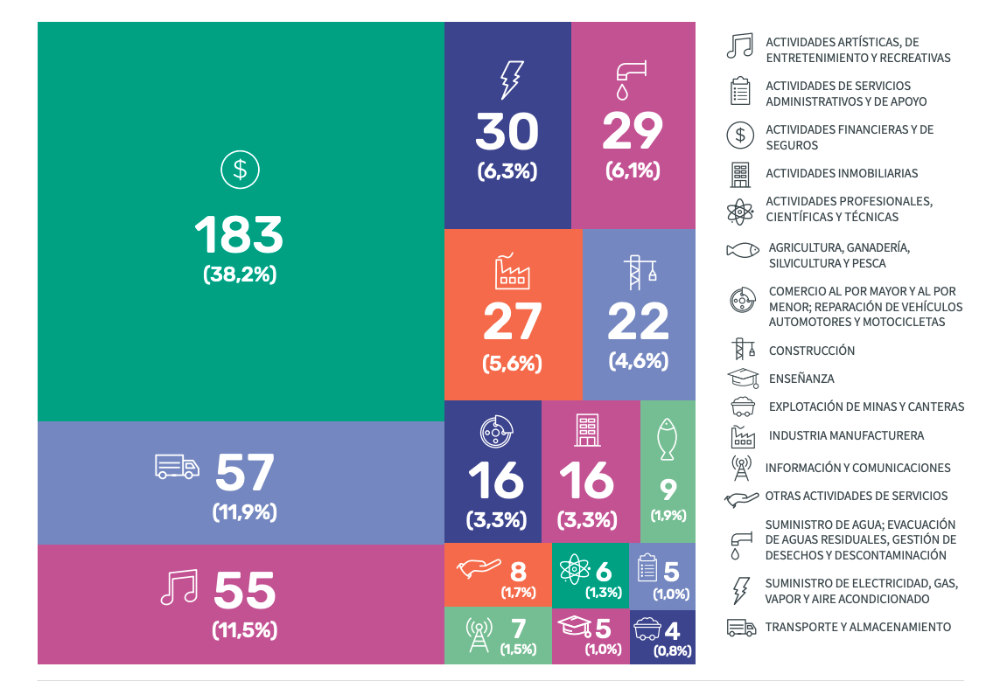 183
(38,2%)
57
(11,9%)
55
(11,5%)
30
(6,3%)
29
(6,1%)
27
(5,6%)
22
(4,6%)
16
(3,3%)
16
(3,3%)
9
(1,9%)
8
(1,7%)
6
(1,3%)
5
(1,0%)
7
(1,5%)
5
(1,0%)
4
(0,8%)
ACTIVIDADES ARTÍSTICAS, DE
ENTRETENIMIENTO Y RECREATIVAS
ACTIVIDADES DE SERVICIOS
ADMINISTRATIVOS Y DE APOYO
ACTIVIDADES FINANCIERAS Y DE
SEGUROS
ACTIVIDADES INMOBILIARIAS
ACTIVIDADES PROFESIONALES,
CIENTÍFICAS Y TÉCNICAS
AGRICULTURA, GANADERÍA,
SILVICULTURA Y PESCA
COMERCIO AL POR MAYOR Y AL POR
MENOR; REPARACIÓN DE VEHÍCULOS
AUTOMOTORES Y MOTOCICLETAS
CONSTRUCCIÓN
ENSEÑANZA
EXPLOTACIÓN DE MINAS Y CANTERAS
INDUSTRIA MANUFACTURERA
INFORMACIÓN Y COMUNICACIONES
OTRAS ACTIVIDADES DE SERVICIOS
SUMINISTRO DE AGUA; EVACUACIÓN
DE AGUAS RESIDUALES, GESTIÓN DE
DESECHOS Y DESCONTAMINACIÓN
SUMINISTRO DE ELECTRICIDAD, GAS,
VAPOR Y AIRE ACONDICIONADO
TRANSPORTE Y ALMACENAMIENTO